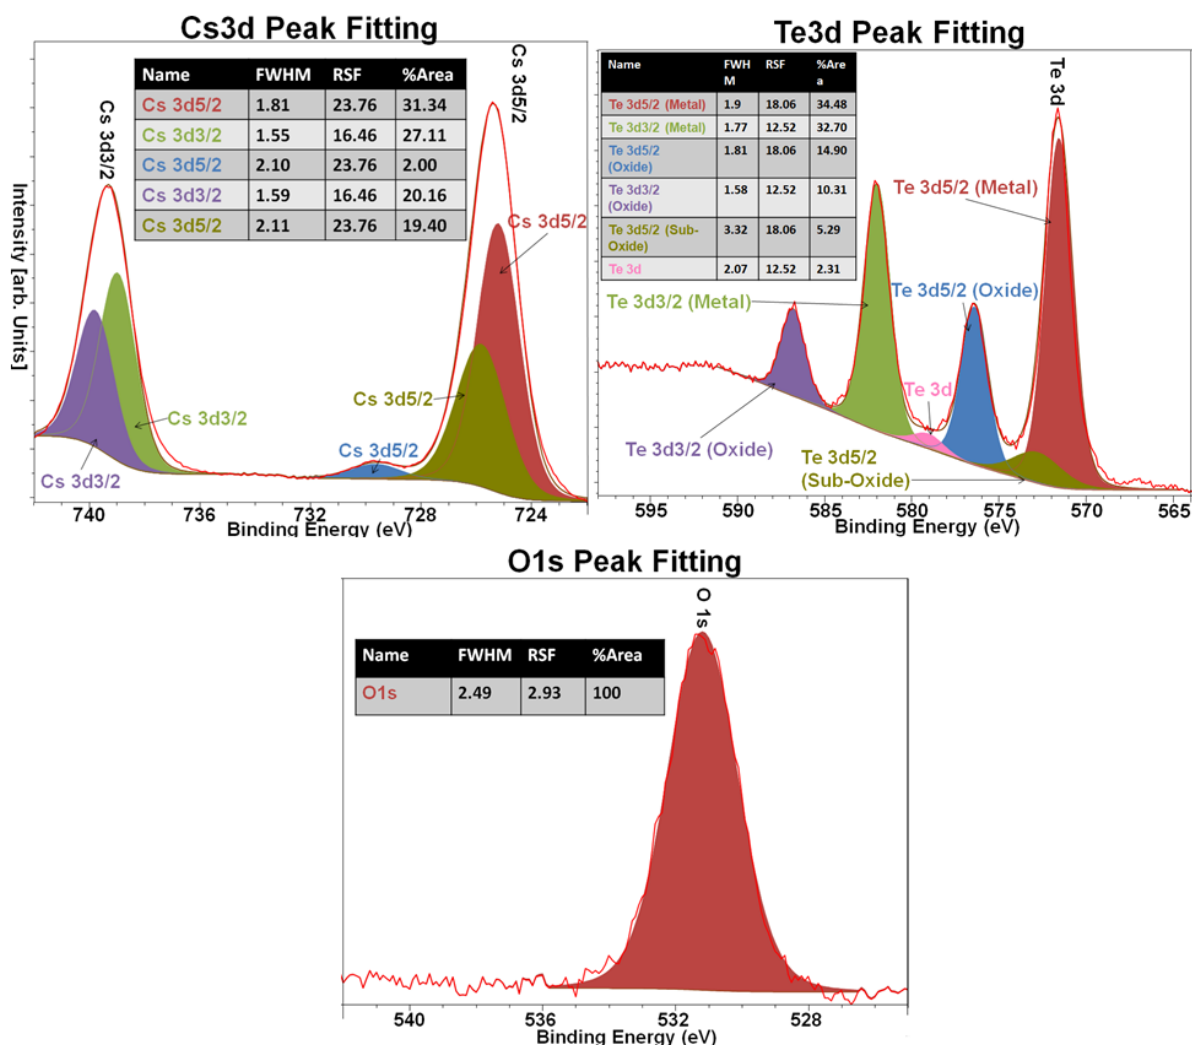 Cs3d Peak Fitting
Name FWHM RSF %Area
Cs 3d5/2 1.81 23.76 31.34
Cs 3d3/2 1.55 16.46 27.11
Cs 3d5/2 2.10 23.76 2.00
Cs 3d3/2 1.59 16.46 20.16
Cs 3d5/2 2.11 23.76 19.40
Cs 3d3/2
Cs 3d5/2
Intensity [arb. Units]
Cs 3d5/2
Cs 3d5/2
Cs 3d3/2
Cs 3d5/2
Cs 3d3/2
740 736 732 728 724
Binding Energy (eV)
Te3d Peak Fitting
Name FWH RSF %Are
M a
Te 3d5/2 (Metal) 1.9 18.06 34.48
Te 3d3/2 (Metal) 1.77 12.52 32.70
Te 3d5/2 1.81 18.06 14.90
(Oxide)
Te 3d3/2 1.58 12.52 10.31
(Oxide)
Te 3d5/2 (Sub- 3.32 18.06 5.29
Oxide)
Te 3d 2.07 12.52 2.31
Te 3d
Te 3d5/2 (Metal)
Te 3d3/2 (Metal)
Te 3d5/2 (Oxide)
Te 3d
Te 3d3/2 (Oxide)
Te 3d5/2
(Sub-Oxide)
595 590 585 580 575 570 565
Binding Energy (eV)
O1s Peak Fitting
O 1s
Name FWHM RSF %Area
O1s 2.49 2.93 100
540 536 532 528
Binding Energy (eV)